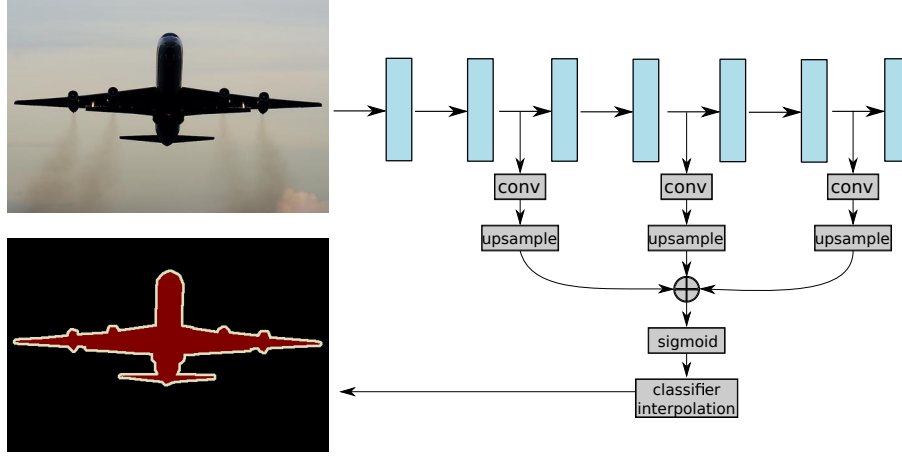 conv
conv
conv
upsample
upsample
upsample
sigmoid
classifier
interpolation